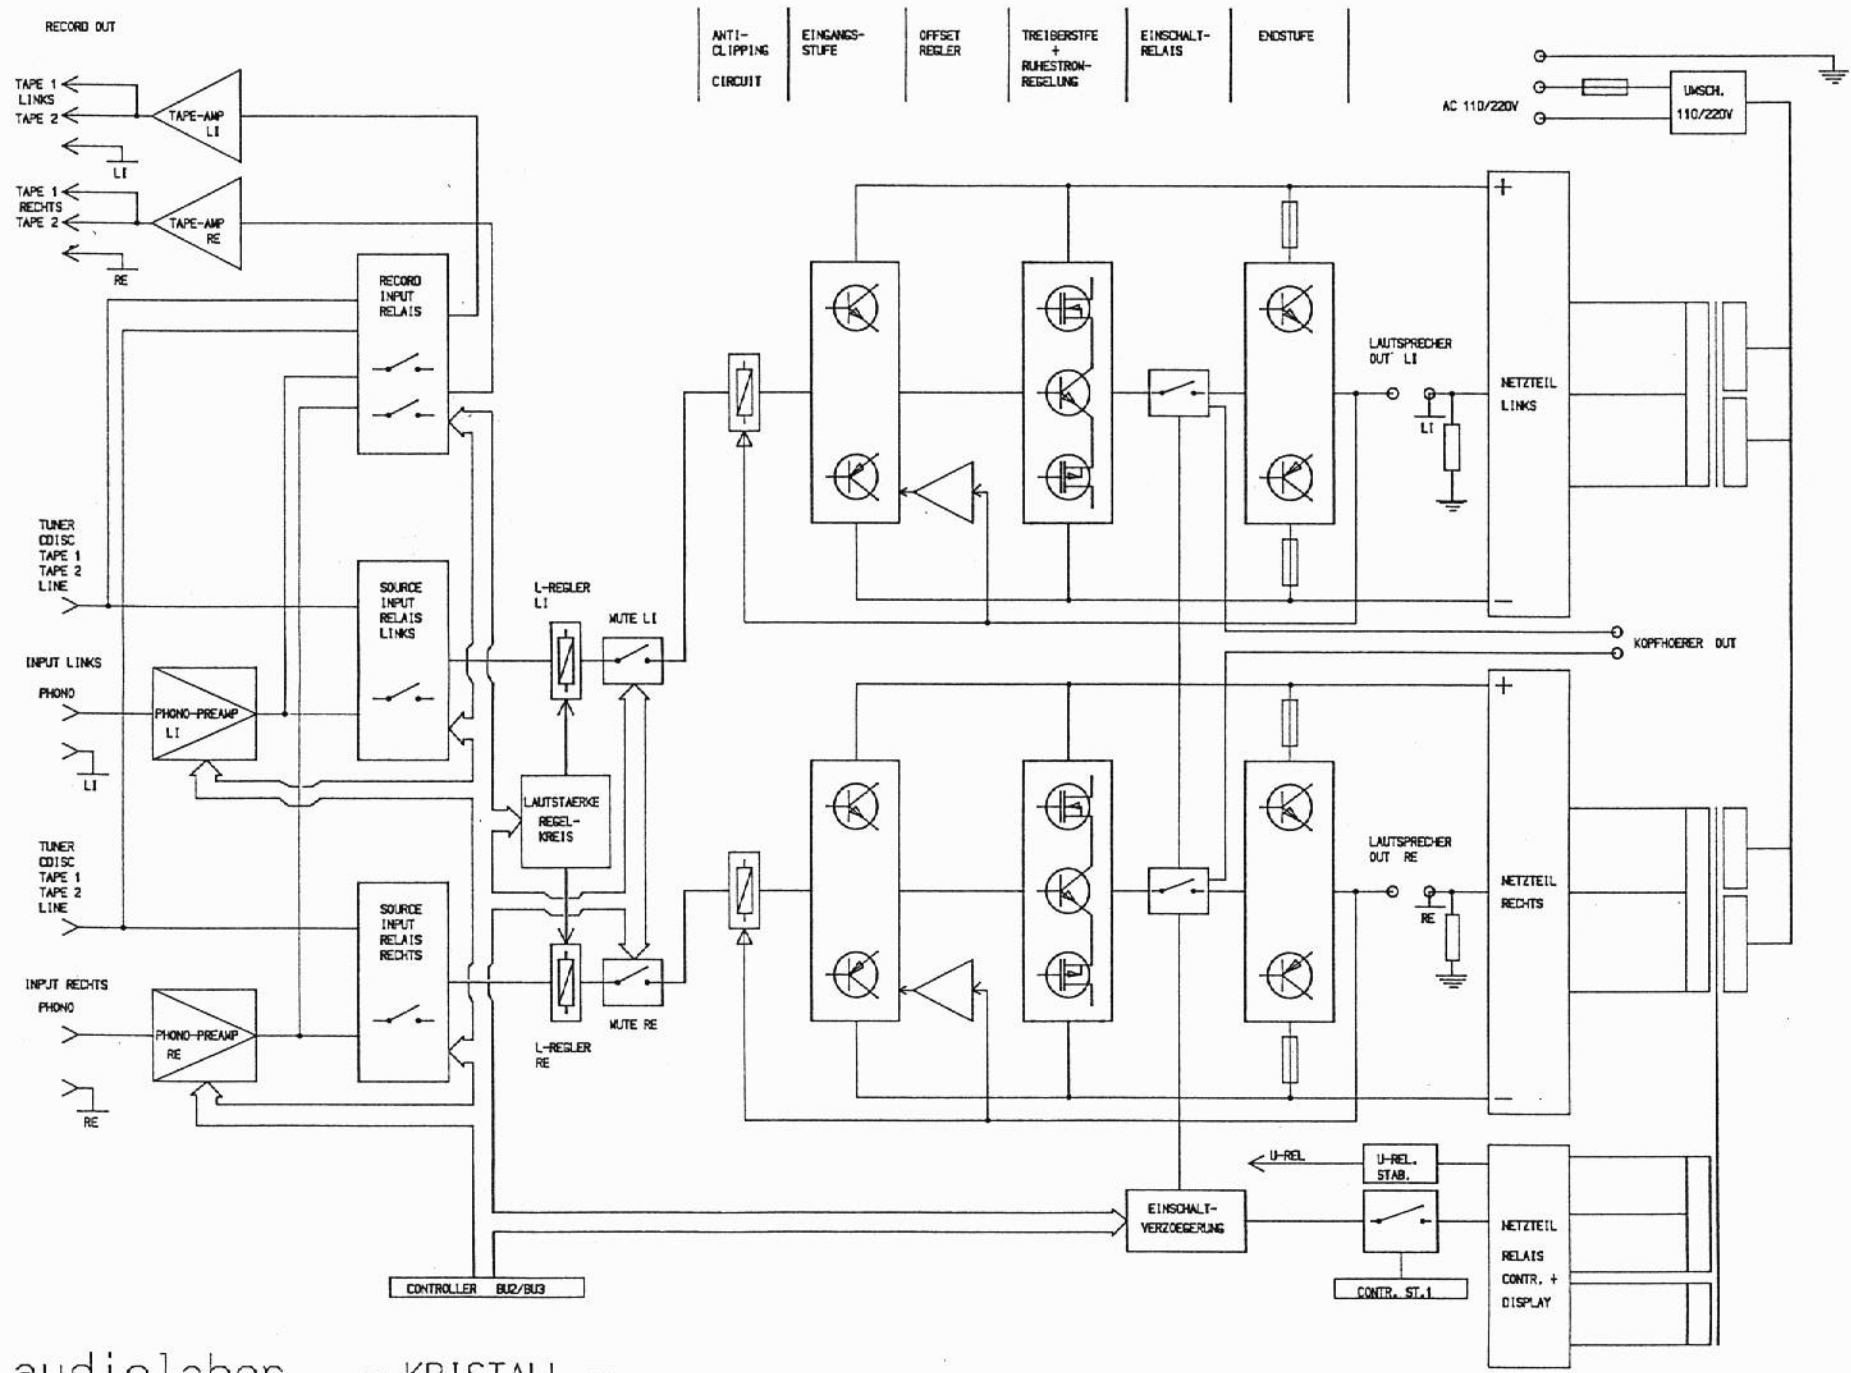 RECORD OUT
ANTI-
CLIPPING
CIRCUIT
EINGANGS-
STUFE
OFFSET
REGLER
TREIBERSTFE
+
RUHESTROM-
REGELUNG
EINSCHALT-
RELAIS
ENDSTUFE
TAPE 1
LINKS
TAPE 2
TAPE-AMP
LI
LI
TAPE 1
RECHTS
TAPE 2
TAPE-AMP
RE
RE
AC 110/220V
UMSCH.
110/220V
RECORD
INPUT
RELAIS
+
LAUTSPRECHER
OUT LI
LI
NETZTEIL
LINKS
−
TUNER
CDISC
TAPE 1
TAPE 2
LINE
SOURCE
INPUT
RELAIS
LINKS
L-REGLER
LI
MUTE LI
INPUT LINKS
PHONO
PHONO-PREAMP
LI
LI
KOPFHOERER OUT
LAUTSTAERKE
REGEL-
KREIS
+
LAUTSPRECHER
OUT RE
RE
NETZTEIL
RECHTS
−
TUNER
CDISC
TAPE 1
TAPE 2
LINE
SOURCE
INPUT
RELAIS
RECHTS
INPUT RECHTS
PHONO
PHONO-PREAMP
RE
RE
MUTE RE
L-REGLER
RE
U-REL
U-REL.
STAB.
EINSCHALT-
VERZOEGERUNG
NETZTEIL
RELAIS
CONTR. +
DISPLAY
CONTROLLER BU2/BU3
CONTR. ST.1
audiolabor KRISTALL